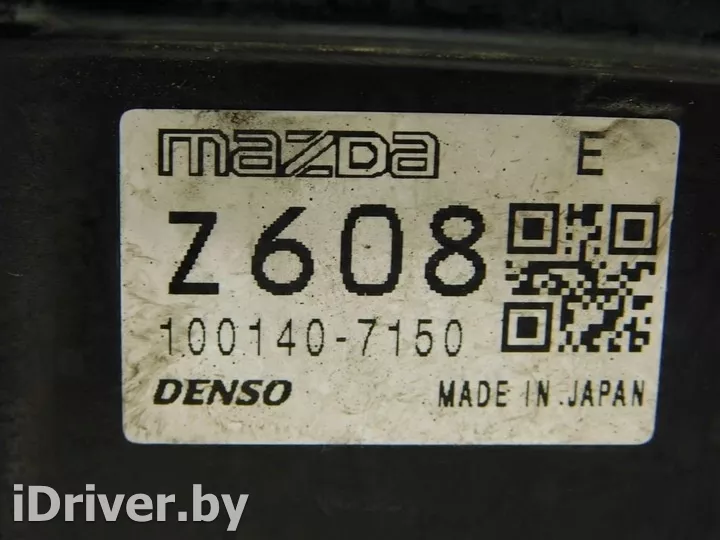 mazda E
Z608
100140-7150
DENSO MADE IN JAPAN
iDriver.by